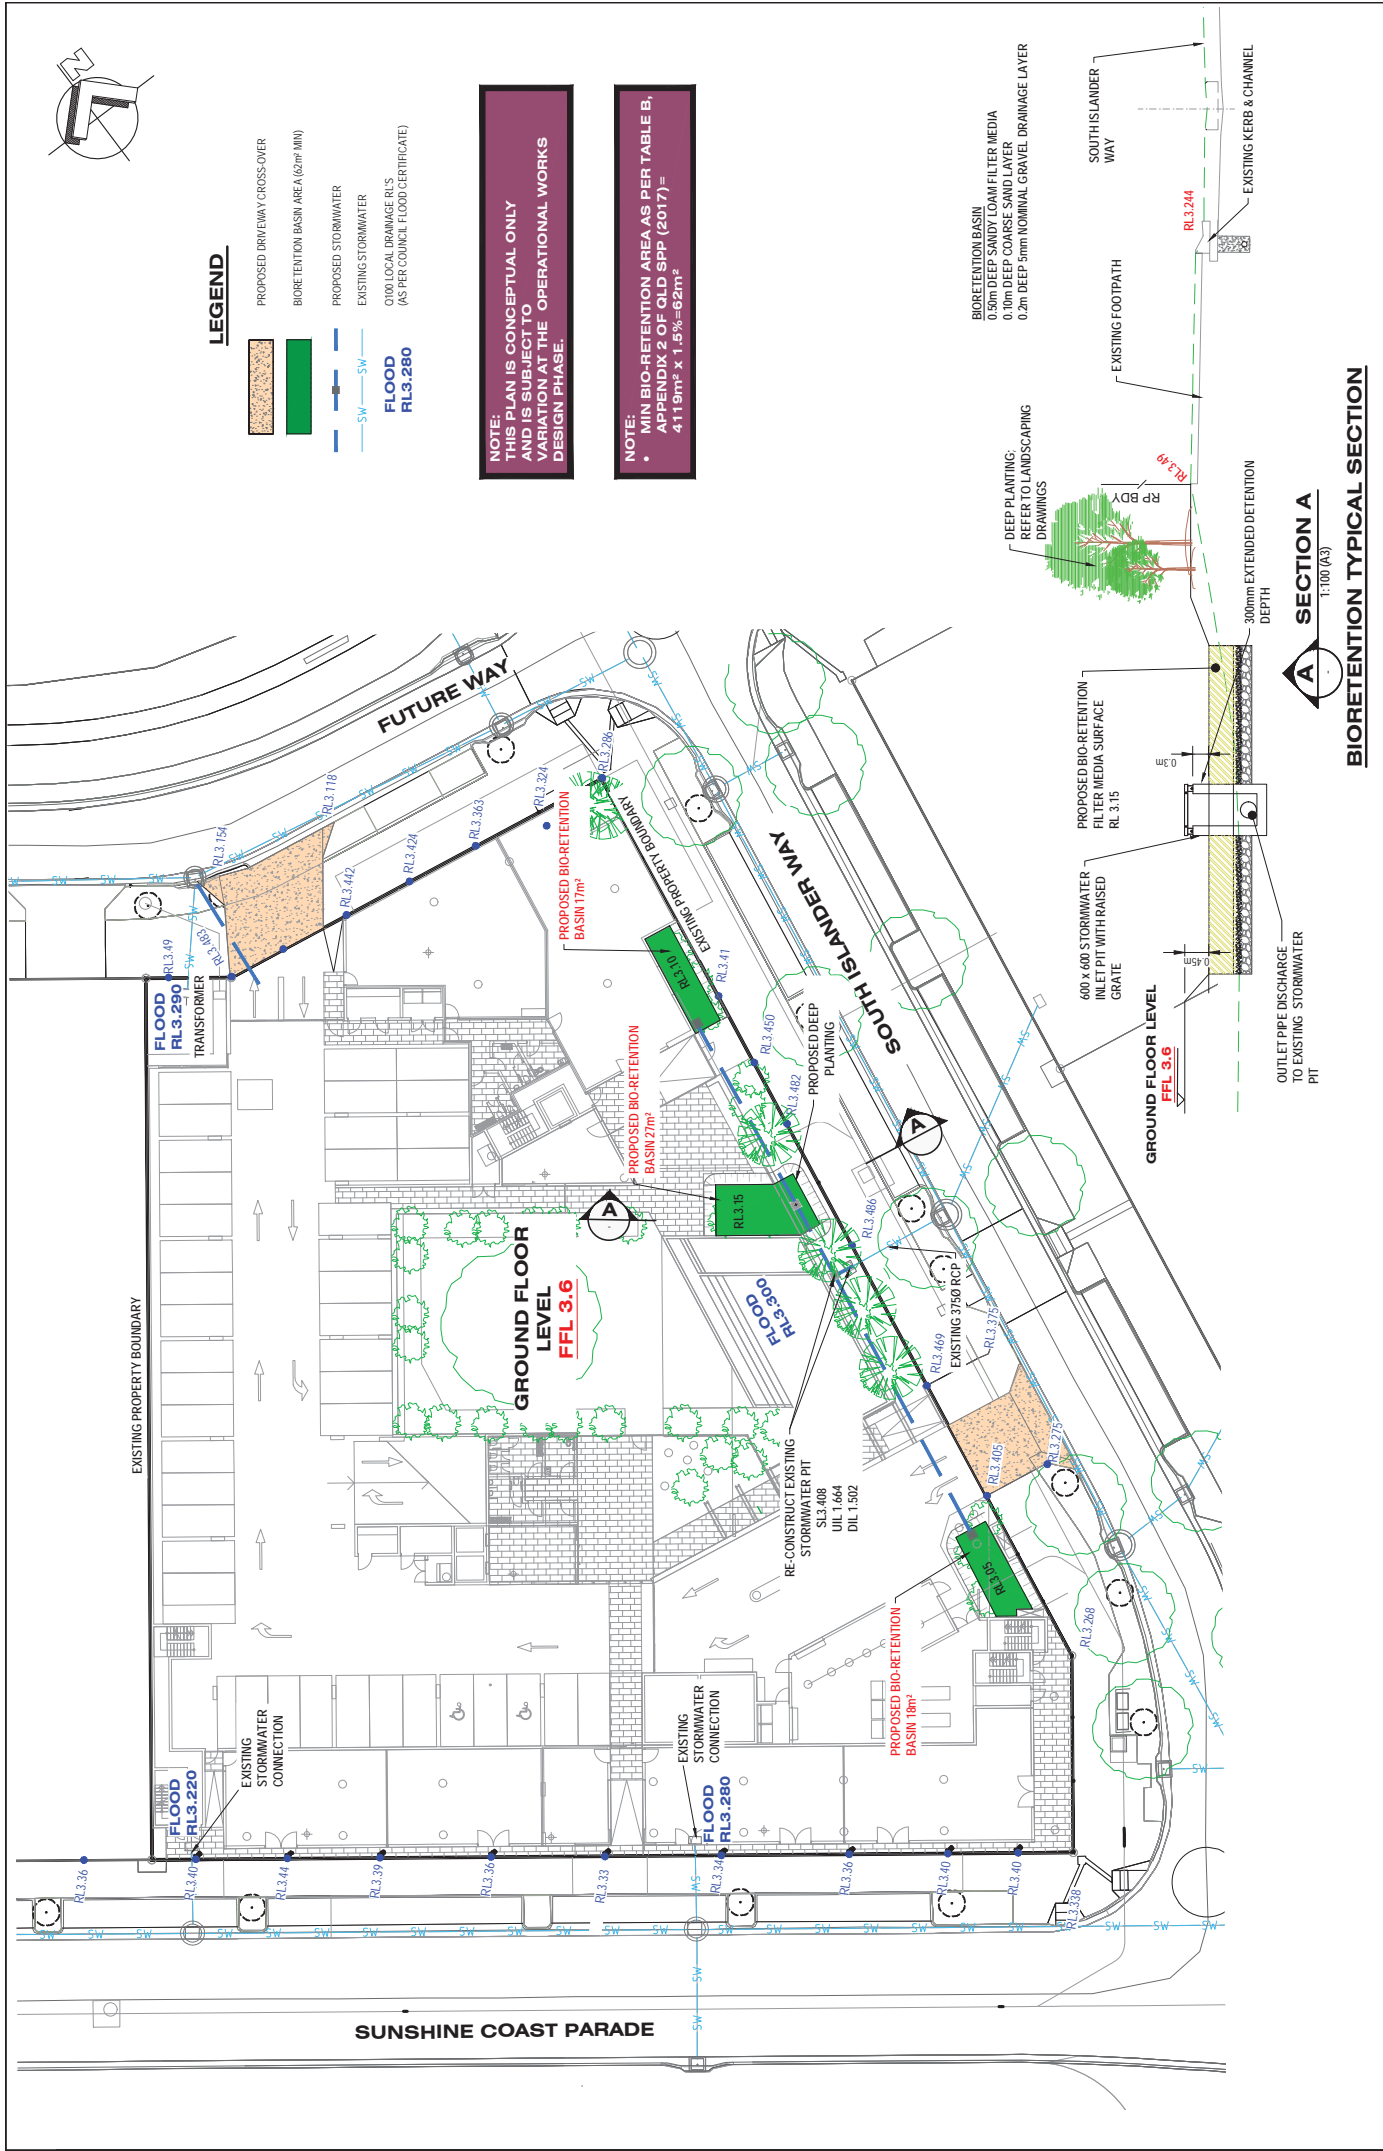 LEGEND
PROPOSED DRIVEWAY CROSS-OVER
BIORETENTION BASIN AREA (62m² MIN)
PROPOSED STORMWATER
SW
SW
EXISTING STORMWATER
FLOOD
RL3.280
Q100 LOCAL DRAINAGE RL'S
(AS PER COUNCIL FLOOD CERTIFICATE)
NOTE:
THIS PLAN IS CONCEPTUAL ONLY
AND IS SUBJECT TO
VARIATION AT THE OPERATIONAL WORKS
DESIGN PHASE.
NOTE:
• MIN BIO-RETENTION AREA AS PER TABLE B,
APPENDIX 2 OF QLD SPP (2017)=
4119m² x 1.5%=62m²
N
SUNSHINE COAST PARADE
FUTURE WAY
SOUTH ISLANDER WAY
EXISTING PROPERTY BOUNDARY
EXISTING PROPERTY BOUNDARY
FLOOD
RL3.220
EXISTING
STORMWATER
CONNECTION
FLOOD
RL3.280
EXISTING
STORMWATER
CONNECTION
FLOOD
RL3.290
TRANSFORMER
FLOOD
RL3.300
GROUND FLOOR
LEVEL
FFL 3.6
PROPOSED BIO-RETENTION
BASIN 17m²
RL3.10
PROPOSED BIO-RETENTION
BASIN 27m²
RL3.15
PROPOSED BIO-RETENTION
BASIN 18m²
RL3.05
PROPOSED DEEP
PLANTING
RE-CONSTRUCT EXISTING
STORMWATER PIT
SL3.408
UIL 1.664
DIL 1.502
EXISTING 375Ø RCP
A
A
RL3.36
RL3.40
RL3.44
RL3.39
RL3.36
RL3.33
RL3.34
RL3.36
RL3.40
RL3.40
RL3.338
RL3.268
RL3.275
RL3.405
RL3.375
RL3.469
RL3.486
RL3.482
RL3.450
RL3.41
RL3.286
RL3.324
RL3.363
RL3.424
RL3.442
RL3.118
RL3.154
RL3.483
RL3.49
BIORETENTION BASIN
0.50m DEEP SANDY LOAM FILTER MEDIA
0.10m DEEP COARSE SAND LAYER
0.2m DEEP 5mm NOMINAL GRAVEL DRAINAGE LAYER
SOUTH ISLANDER
WAY
RL3.244
EXISTING KERB & CHANNEL
EXISTING FOOTPATH
DEEP PLANTING:
REFER TO LANDSCAPING
DRAWINGS
RL3.49
RP BDY
300mm EXTENDED DETENTION
DEPTH
PROPOSED BIO-RETENTION
FILTER MEDIA SURFACE
RL 3.15
0.3m
600 x 600 STORMWATER
INLET PIT WITH RAISED
GRATE
0.45m
GROUND FLOOR LEVEL
FFL 3.6
OUTLET PIPE DISCHARGE
TO EXISTING STORMWATER
PIT
A
-
SECTION A
1:100 (A3)
BIORETENTION TYPICAL SECTION